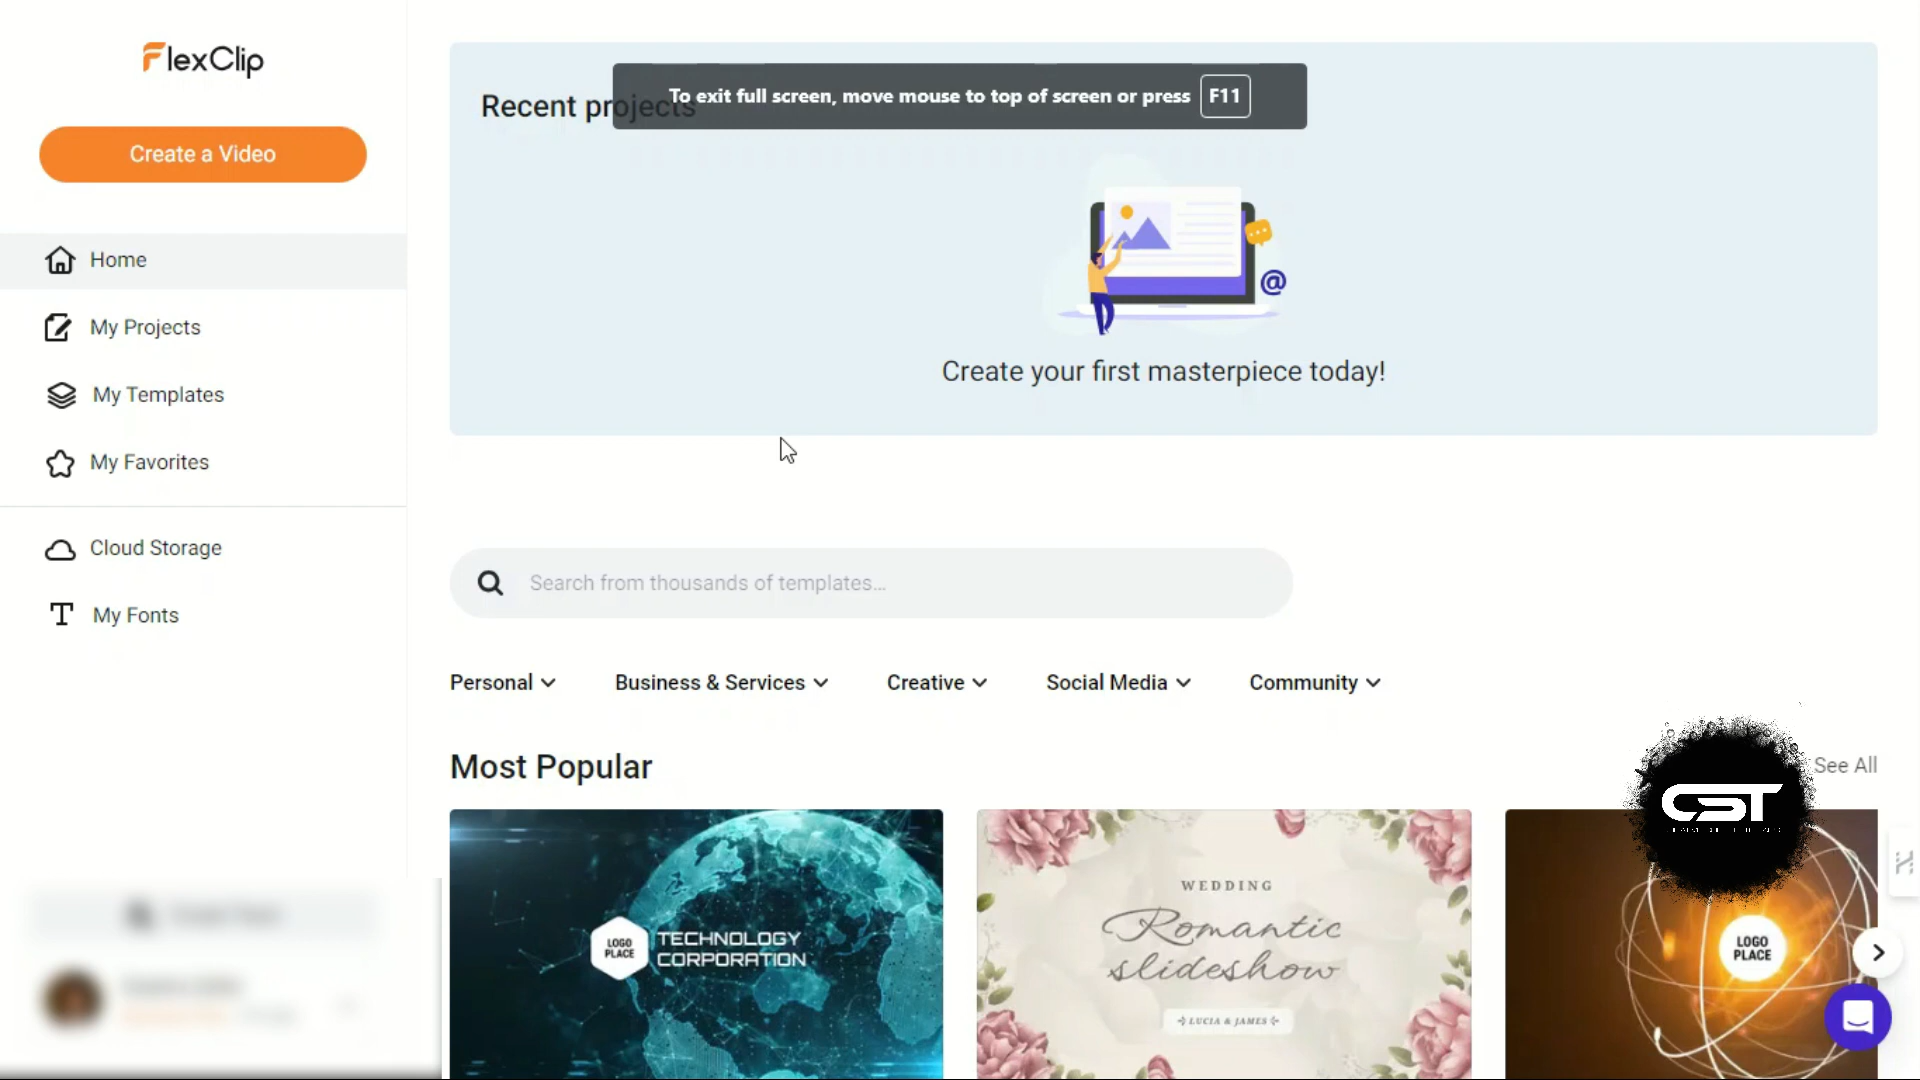 FlexClip
Create a Video
Home
My Projects
My Templates
My Favorites
Cloud Storage
My Fonts
Recent projects
To exit full screen, move mouse to top of screen or press F11
@
Create your first masterpiece today!
Search from thousands of templates...
Personal
Business & Services
Creative
Social Media
Community
Most Popular
See All
CST
LOGO PLACE
TECHNOLOGY
CORPORATION
WEDDING
Romantic
slideshow
LUCIA & JAMES
LOGO
PLACE